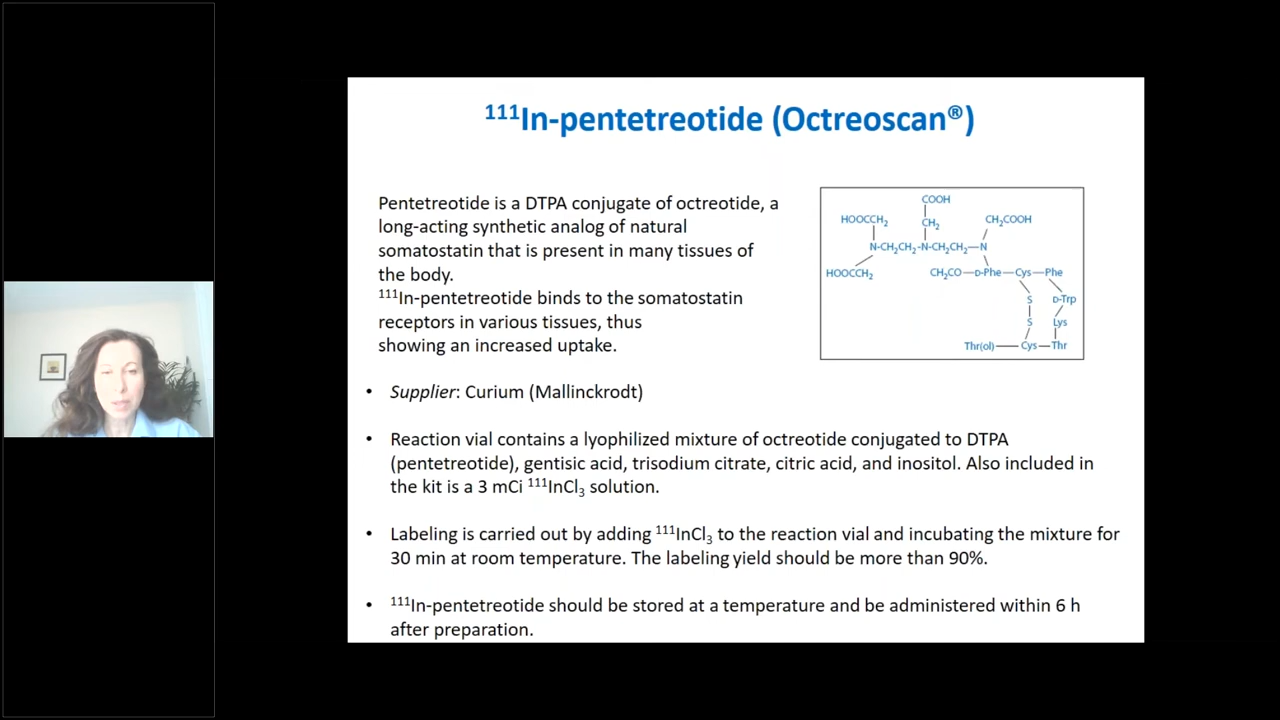 ¹¹¹In-pentetreotide (Octreoscan®)
Pentetreotide is a DTPA conjugate of octreotide, a
long-acting synthetic analog of natural
somatostatin that is present in many tissues of
the body.
¹¹¹In-pentetreotide binds to the somatostatin
receptors in various tissues, thus
showing an increased uptake.
COOH
HOOCCH₂ CH₂ CH₂COOH
N-CH₂CH₂-N-CH₂CH₂—N
HOOCCH₂ CH₂CO—D-Phe—Cys—Phe
S D-Trp
S Lys
Thr(ol)—Cys—Thr
• Supplier: Curium (Mallinckrodt)
• Reaction vial contains a lyophilized mixture of octreotide conjugated to DTPA
(pentetreotide), gentisic acid, trisodium citrate, citric acid, and inositol. Also included in
the kit is a 3 mCi ¹¹¹InCl₃ solution.
• Labeling is carried out by adding ¹¹¹InCl₃ to the reaction vial and incubating the mixture for
30 min at room temperature. The labeling yield should be more than 90%.
• ¹¹¹In-pentetreotide should be stored at a temperature and be administered within 6 h
after preparation.